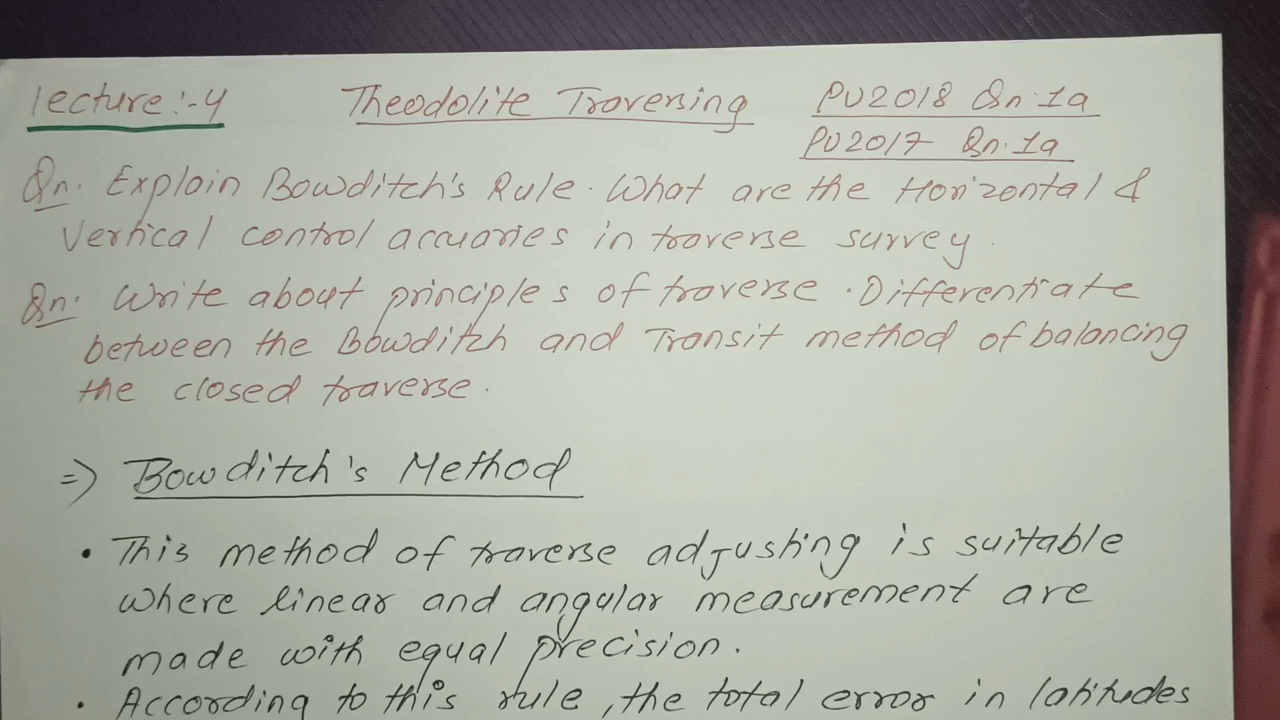 Lecture:-4 Theodolite Traversing PU2018 Qn.1a
PU2017 Qn.1a
Qn. Explain Bowditch's Rule. What are the Horizontal &
Vertical control accuaries in traverse survey.
Qn. Write about principles of traverse. Differentiate
between the Bowditch and Transit method of balancing
the closed traverse.
=> Bowditch's Method
• This method of traverse adjusting is suitable
where linear and angular measurement are
made with equal precision.
• According to this rule, the total error in latitudes